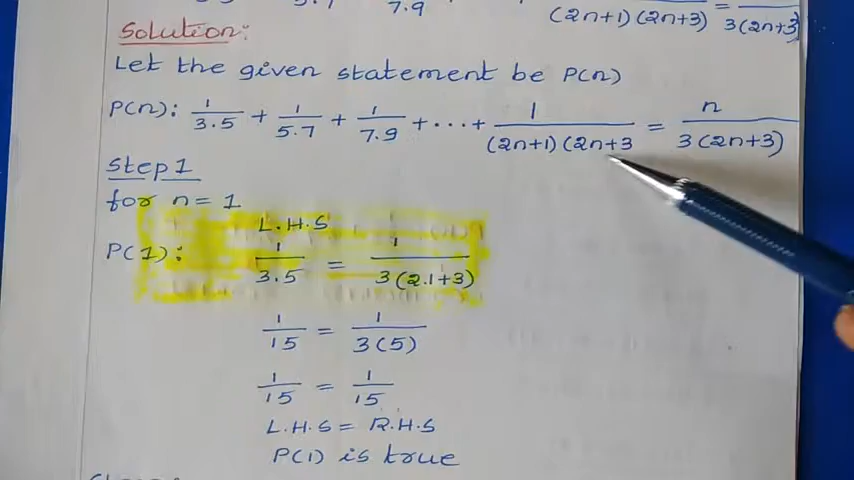 7.9 (2n+1)(2n+3) = 3(2n+3)
Solution:
Let the given statement be P(n)
P(n): 1/3.5 + 1/5.7 + 1/7.9 + ... + 1/(2n+1)(2n+3 = n/3(2n+3)
Step 1
for n = 1
L.H.S
P(1): 1/3.5 = 1/3(2.1+3)
1/15 = 1/3(5)
1/15 = 1/15
L.H.S = R.H.S
P(1) is true